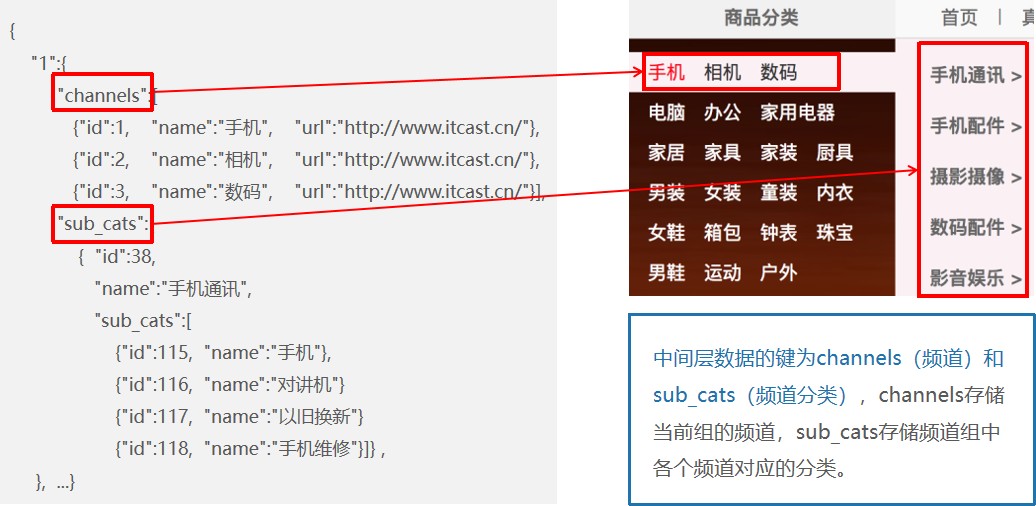 {
"1":{
"channels":[
{"id":1, "name":"手机", "url":"http://www.itcast.cn/"},
{"id":2, "name":"相机", "url":"http://www.itcast.cn/"},
{"id":3, "name":"数码", "url":"http://www.itcast.cn/"}],
"sub_cats":
{ "id":38,
"name":"手机通讯",
"sub_cats":[
{"id":115, "name":"手机"},
{"id":116, "name":"对讲机"}
{"id":117, "name":"以旧换新"}
{"id":118, "name":"手机维修"}]} ,
}, ...}
商品分类
首页 | 真
手机 相机 数码
电脑 办公 家用电器
家居 家具 家装 厨具
男装 女装 童装 内衣
女鞋 箱包 钟表 珠宝
男鞋 运动 户外
手机通讯 >
手机配件 >
摄影摄像 >
数码配件 >
影音娱乐 >
中间层数据的键为channels（频道）和
sub_cats（频道分类），channels存储
当前组的频道，sub_cats存储频道组中
各个频道对应的分类。